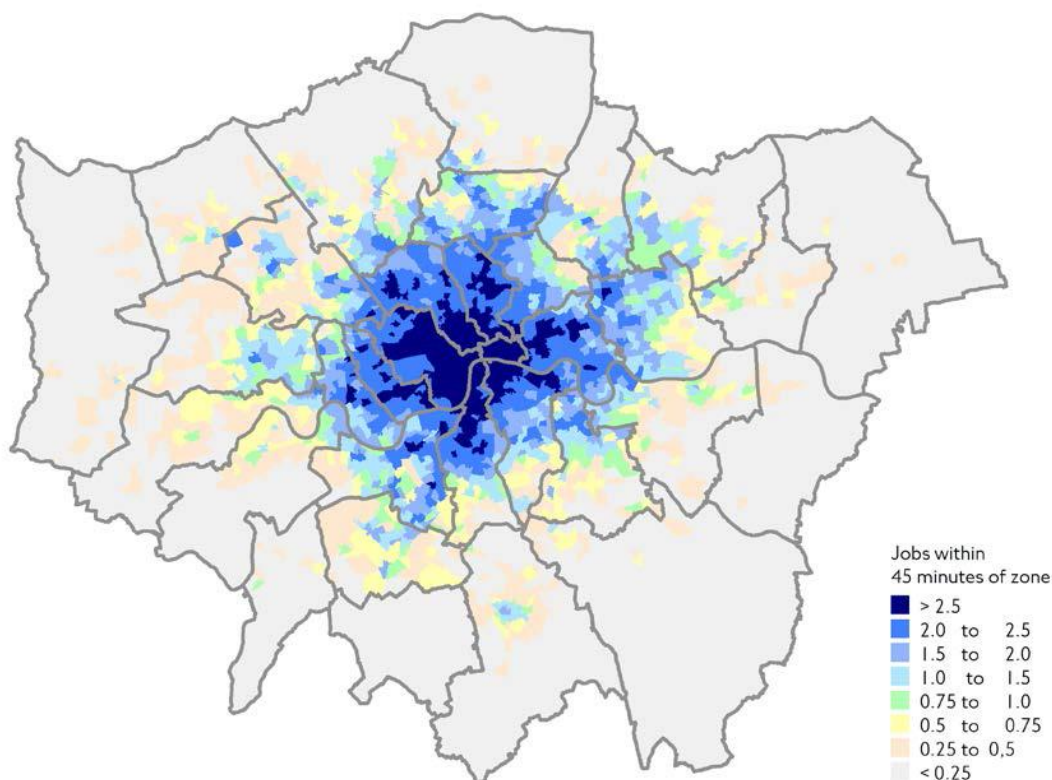 Jobs within
45 minutes of zone
> 2.5
2.0 to 2.5
1.5 to 2.0
1.0 to 1.5
0.75 to 1.0
0.5 to 0.75
0.25 to 0,5
< 0.25